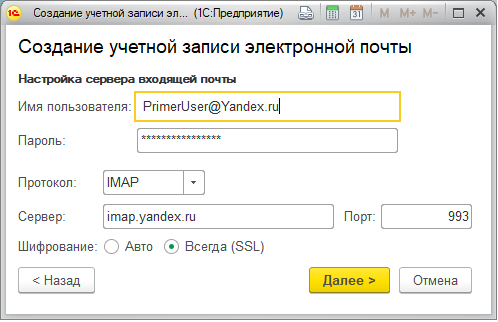 Создание учетной записи эл... (1С:Предприятие)
M M+ M-
Создание учетной записи электронной почты
Настройка сервера входящей почты
Имя пользователя: PrimerUser@Yandex.ru
Пароль: ****************
Протокол: IMAP
Сервер: imap.yandex.ru Порт: 993
Шифрование: Авто Всегда (SSL)
< Назад Далее > Отмена